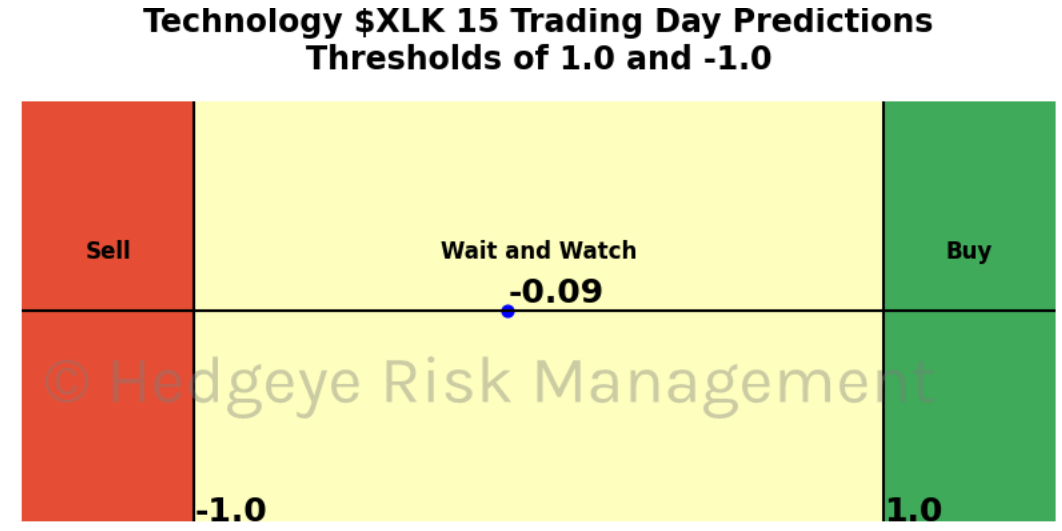 Technology $XLK 15 Trading Day Predictions
Thresholds of 1.0 and -1.0
Sell
Wait and Watch
Buy
-0.09
© Hedgeye Risk Management
-1.0
1.0